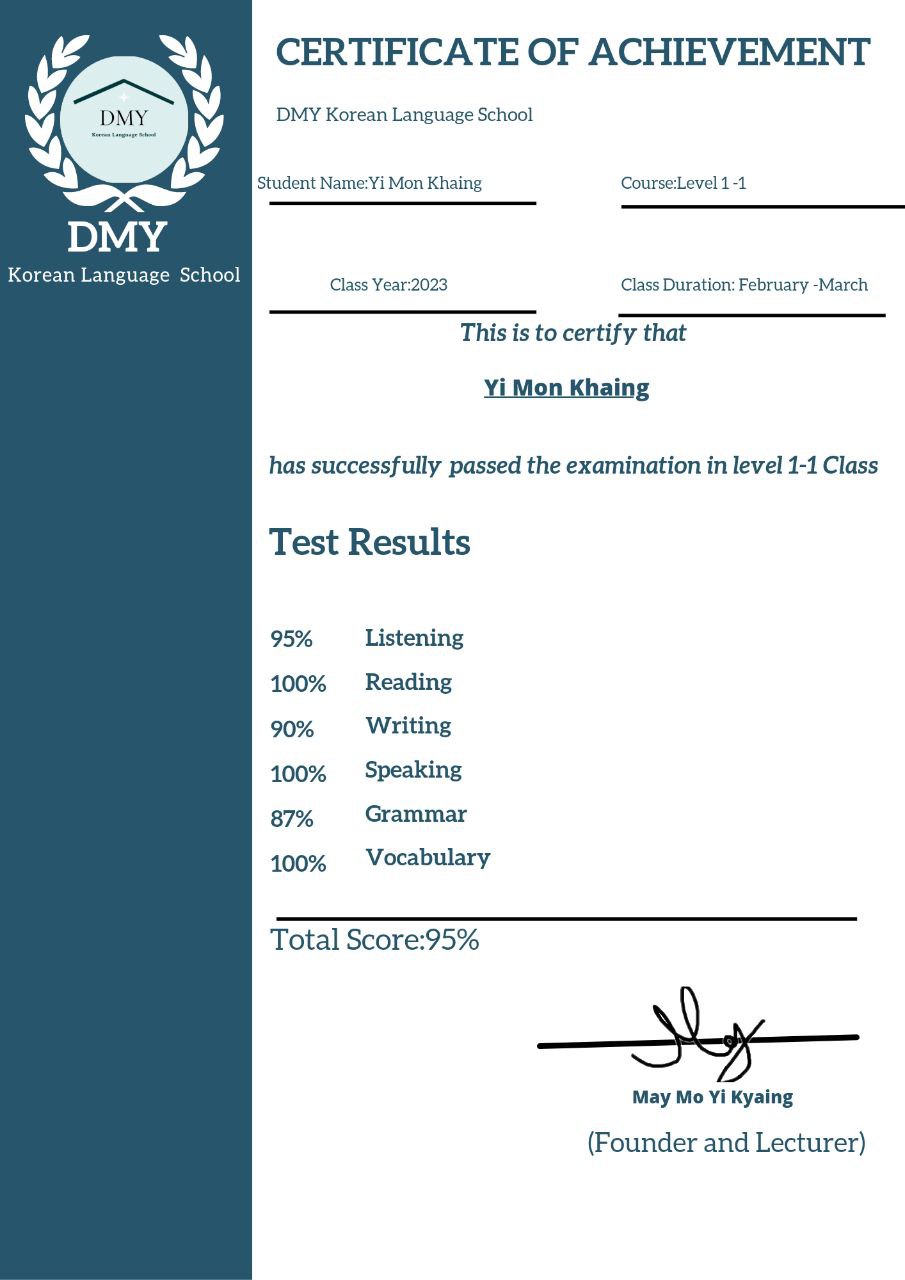 DMY
Korean Language School
DMY
Korean Language School
CERTIFICATE OF ACHIEVEMENT
DMY Korean Language School
Student Name:Yi Mon Khaing
Course:Level 1 -1
Class Year:2023
Class Duration: February -March
This is to certify that
Yi Mon Khaing
has successfully passed the examination in level 1-1 Class
Test Results
95% Listening
100% Reading
90% Writing
100% Speaking
87% Grammar
100% Vocabulary
Total Score:95%
May Mo Yi Kyaing
(Founder and Lecturer)